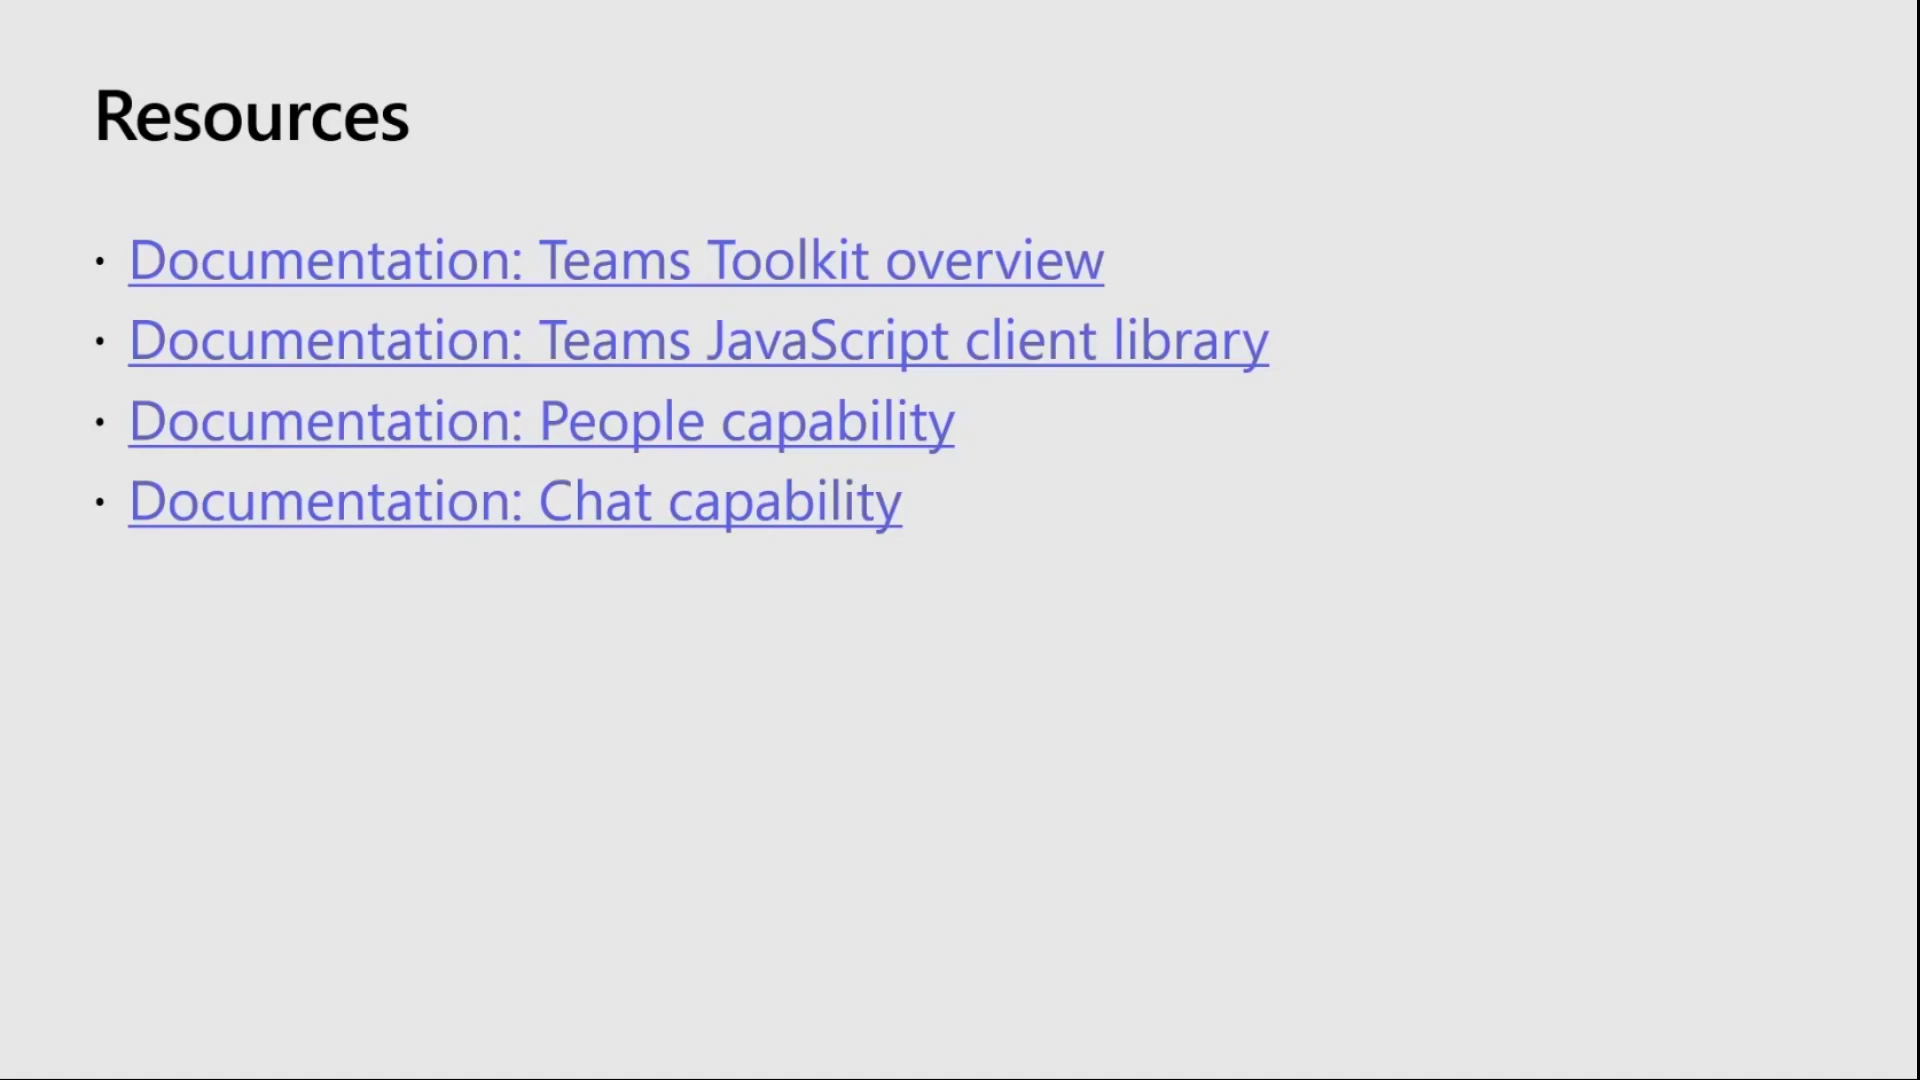 Resources
• Documentation: Teams Toolkit overview
• Documentation: Teams JavaScript client library
• Documentation: People capability
• Documentation: Chat capability